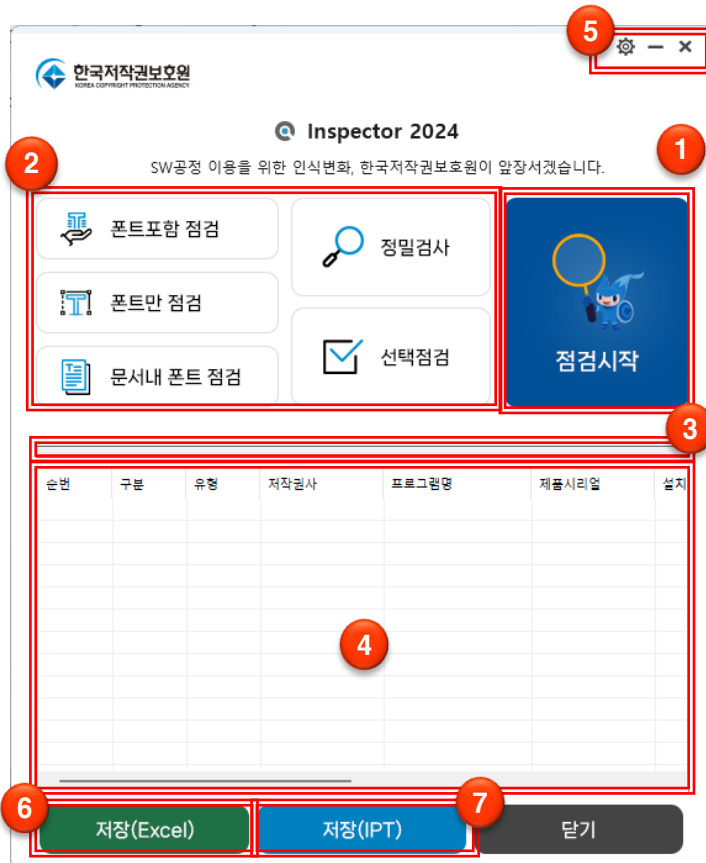 5
한국저작권보호원
KOREA COPYRIGHT PROTECTION AGENCY
Inspector 2024
1
2
SW공정 이용을 위한 인식변화, 한국저작권보호원이 앞장서겠습니다.
폰트포함 점검
정밀검사
폰트만 점검
선택점검
문서내 폰트 점검
점검시작
3
순번 구분 유형 저작권사 프로그램명 제품시리얼 설치
4
6
7
저장(Excel) 저장(IPT) 닫기